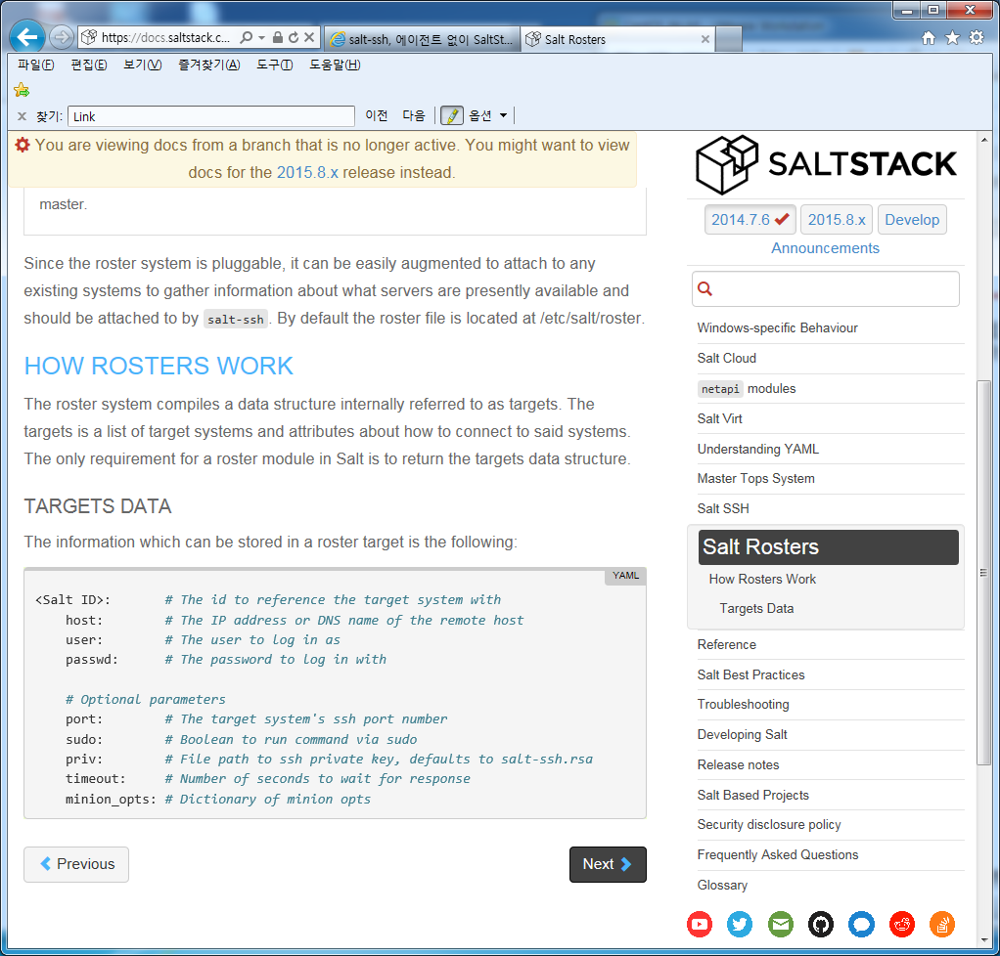 https://docs.saltstack.c...
salt-ssh, 에이전트 없이 SaltSt...
Salt Rosters
파일(F) 편집(E) 보기(V) 즐겨찾기(A) 도구(T) 도움말(H)
찾기: Link 이전 다음 옵션
You are viewing docs from a branch that is no longer active. You might want to view
docs for the 2015.8.x release instead.
master.
Since the roster system is pluggable, it can be easily augmented to attach to any
existing systems to gather information about what servers are presently available and
should be attached to by salt-ssh. By default the roster file is located at /etc/salt/roster.
HOW ROSTERS WORK
The roster system compiles a data structure internally referred to as targets. The
targets is a list of target systems and attributes about how to connect to said systems.
The only requirement for a roster module in Salt is to return the targets data structure.
TARGETS DATA
The information which can be stored in a roster target is the following:
YAML
<Salt ID>: # The id to reference the target system with
host: # The IP address or DNS name of the remote host
user: # The user to log in as
passwd: # The password to log in with
# Optional parameters
port: # The target system's ssh port number
sudo: # Boolean to run command via sudo
priv: # File path to ssh private key, defaults to salt-ssh.rsa
timeout: # Number of seconds to wait for response
minion_opts: # Dictionary of minion opts
Previous
Next
SALTSTACK
2014.7.6 2015.8.x Develop
Announcements
Windows-specific Behaviour
Salt Cloud
netapi modules
Salt Virt
Understanding YAML
Master Tops System
Salt SSH
Salt Rosters
How Rosters Work
Targets Data
Reference
Salt Best Practices
Troubleshooting
Developing Salt
Release notes
Salt Based Projects
Security disclosure policy
Frequently Asked Questions
Glossary